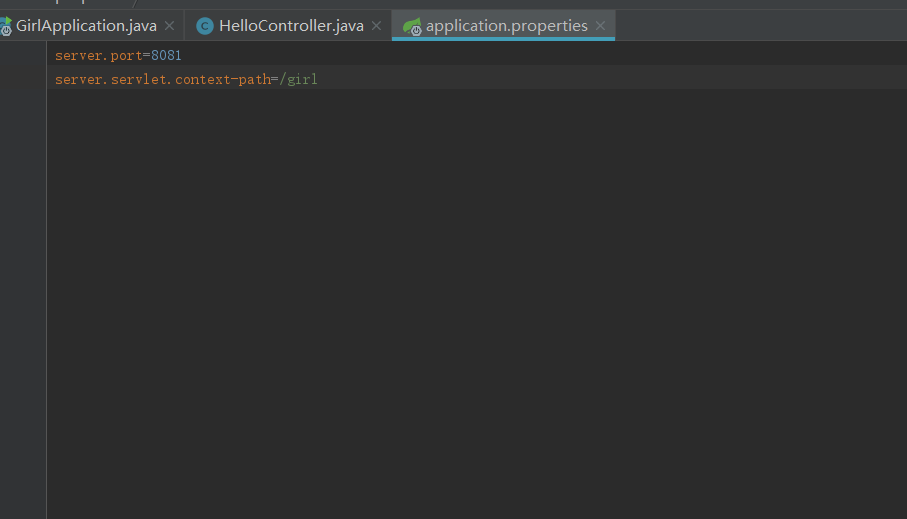 GirlApplication.java HelloController.java application.properties
server.port=8081
server.servlet.context-path=/girl